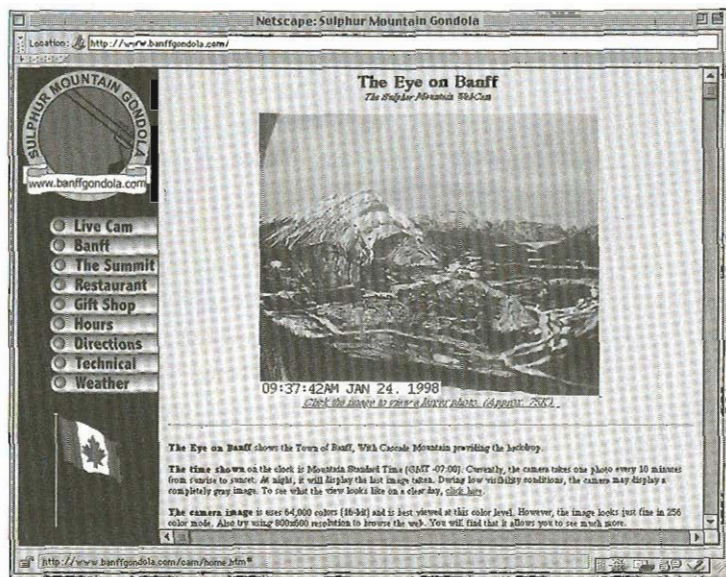 Netscape: Sulphur Mountain Gondola
Location: http://www.banffgondola.com/
SULPHUR MOUNTAIN GONDOLA
www.banffgondola.com
Live Cam
Banff
The Summit
Restaurant
Gift Shop
Hours
Directions
Technical
Weather
The Eye on Banff
The Sulphur Mountain WebCam
09:37:42AM JAN 24. 1998
Click the image to view a larger photo. (Approx. 75K)
The Eye on Banff shows the Town of Banff, With Cascade Mountain providing the backdrop.
The time shown on the clock is Mountain Standard Time [GMT -07:00]. Currently, the camera takes one photo every 10 minutes
from sunrise to sunset. At night, it will display the last image taken. During low visibility conditions, the camera may display a
completely gray image. To see what the view looks like on a clear day, click here.
The camera image is uses 64,000 colors [16-bit] and is best viewed at this color level. However, the image looks just fine in 256
color mode. Also try using 800x600 resolution to browse the web. You will find that it allows you to see much more.
http://www.banffgondola.com/cam/home.htm